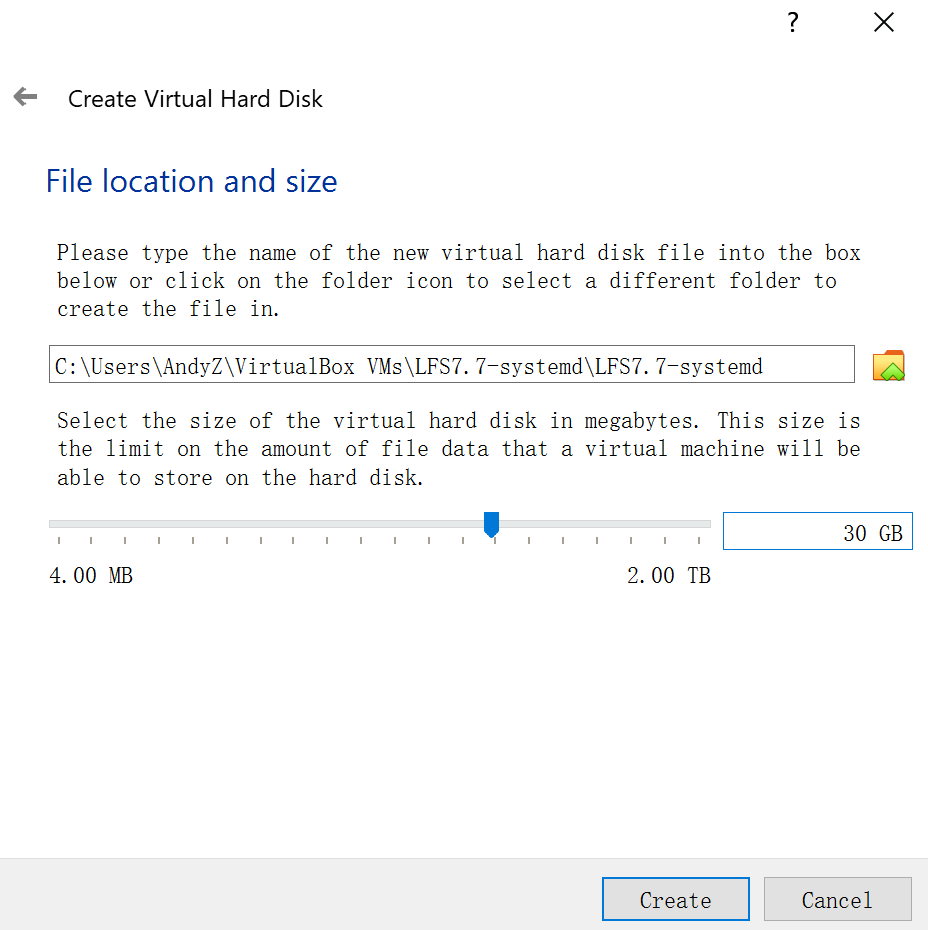 ?
Create Virtual Hard Disk
File location and size
Please type the name of the new virtual hard disk file into the box
below or click on the folder icon to select a different folder to
create the file in.
C:\Users\AndyZ\VirtualBox VMs\LFS7.7-systemd\LFS7.7-systemd
Select the size of the virtual hard disk in megabytes. This size is
the limit on the amount of file data that a virtual machine will be
able to store on the hard disk.
30 GB
4.00 MB 2.00 TB
Create Cancel